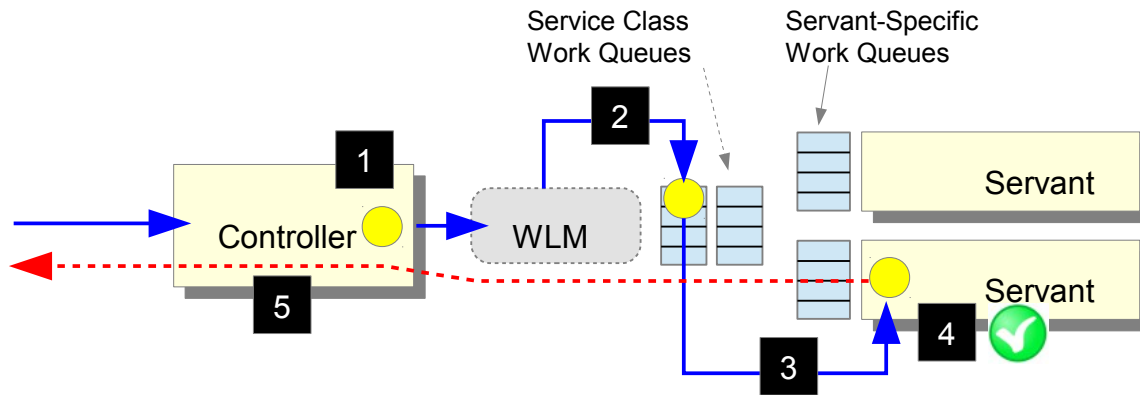 Service Class
Work Queues
Servant-Specific
Work Queues
2
1
Servant
Controller
WLM
5
Servant
4
3